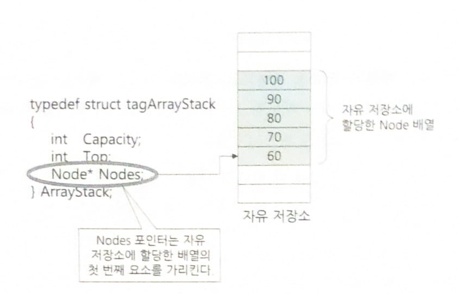 typedef struct tagArrayStack
{
int Capacity;
int Top;
Node* Nodes;
} ArrayStack;
100
90
80
70
60
자유 저장소에
할당한 Node 배열
자유 저장소
Nodes 포인터는 자유
저장소에 할당한 배열의
첫 번째 요소를 가리킨다